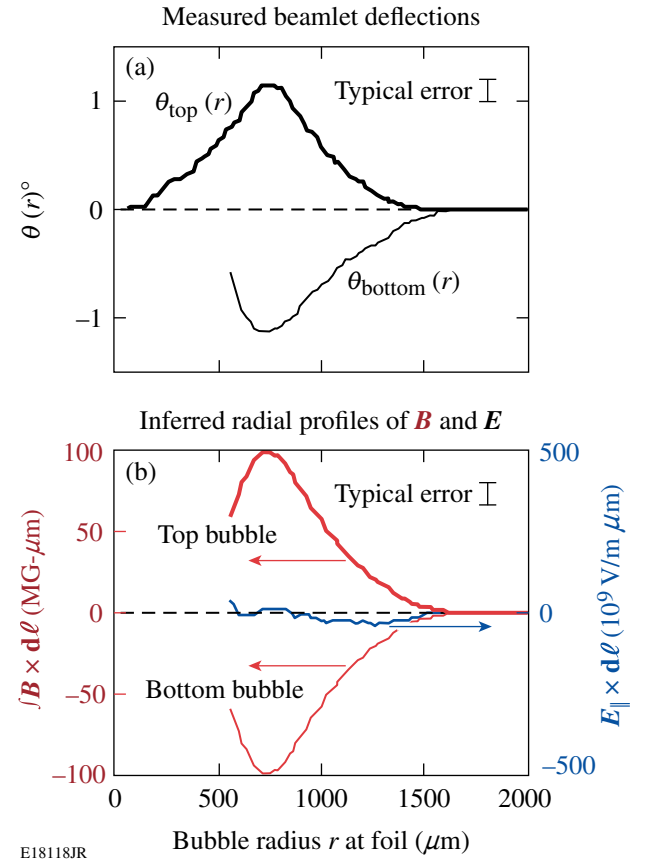 Measured beamlet deflections
(a)
Typical error
θtop (r)
1
0
–1
θ (r)°
θbottom (r)
Inferred radial profiles of B and E
(b)
Typical error
Top bubble
Bottom bubble
100
50
0
–50
–100
∫B × dℓ (MG-μm)
500
0
–500
E∥ × dℓ (10⁹ V/m μm)
0 500 1000 1500 2000
Bubble radius r at foil (μm)
E18118JR